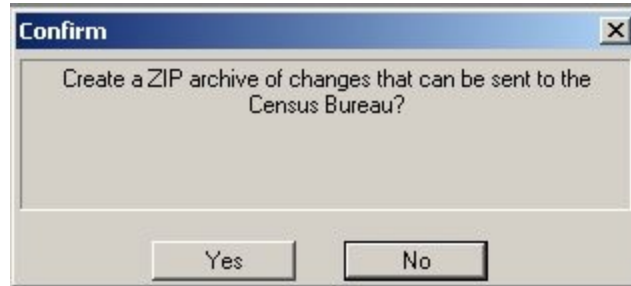 Confirm
Create a ZIP archive of changes that can be sent to the
Census Bureau?
Yes
No